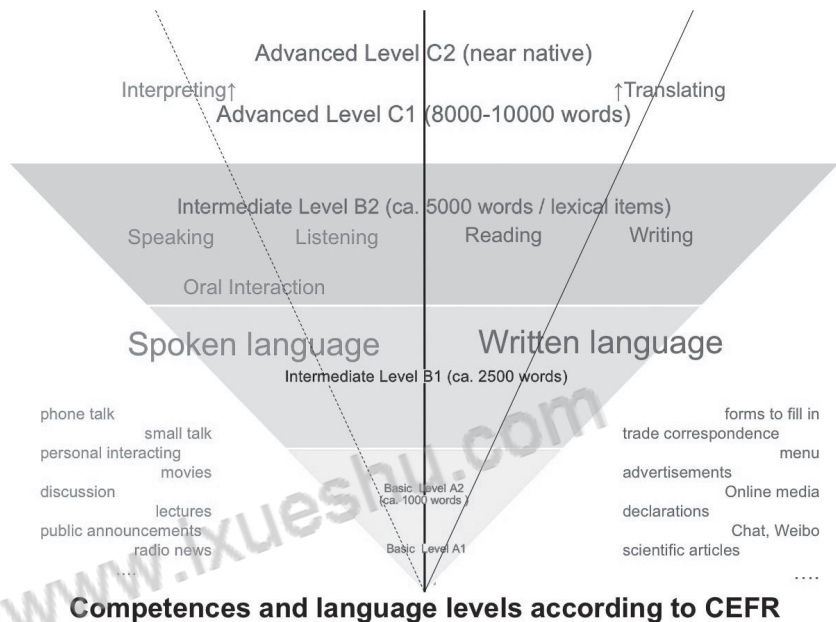 Advanced Level C2 (near native)
Interpreting↑ ↑Translating
Advanced Level C1 (8000-10000 words)
Intermediate Level B2 (ca. 5000 words / lexical items)
Speaking Listening Reading Writing
Oral Interaction
Spoken language Written language
Intermediate Level B1 (ca. 2500 words)
phone talk
small talk
personal interacting
movies
discussion
lectures
public announcements
radio news
....
Basic Level A2
(ca. 1000 words )
Basic Level A1
forms to fill in
trade correspondence
menu
advertisements
Online media
declarations
Chat, Weibo
scientific articles
....
www.ixueshu.com
Competences and language levels according to CEFR